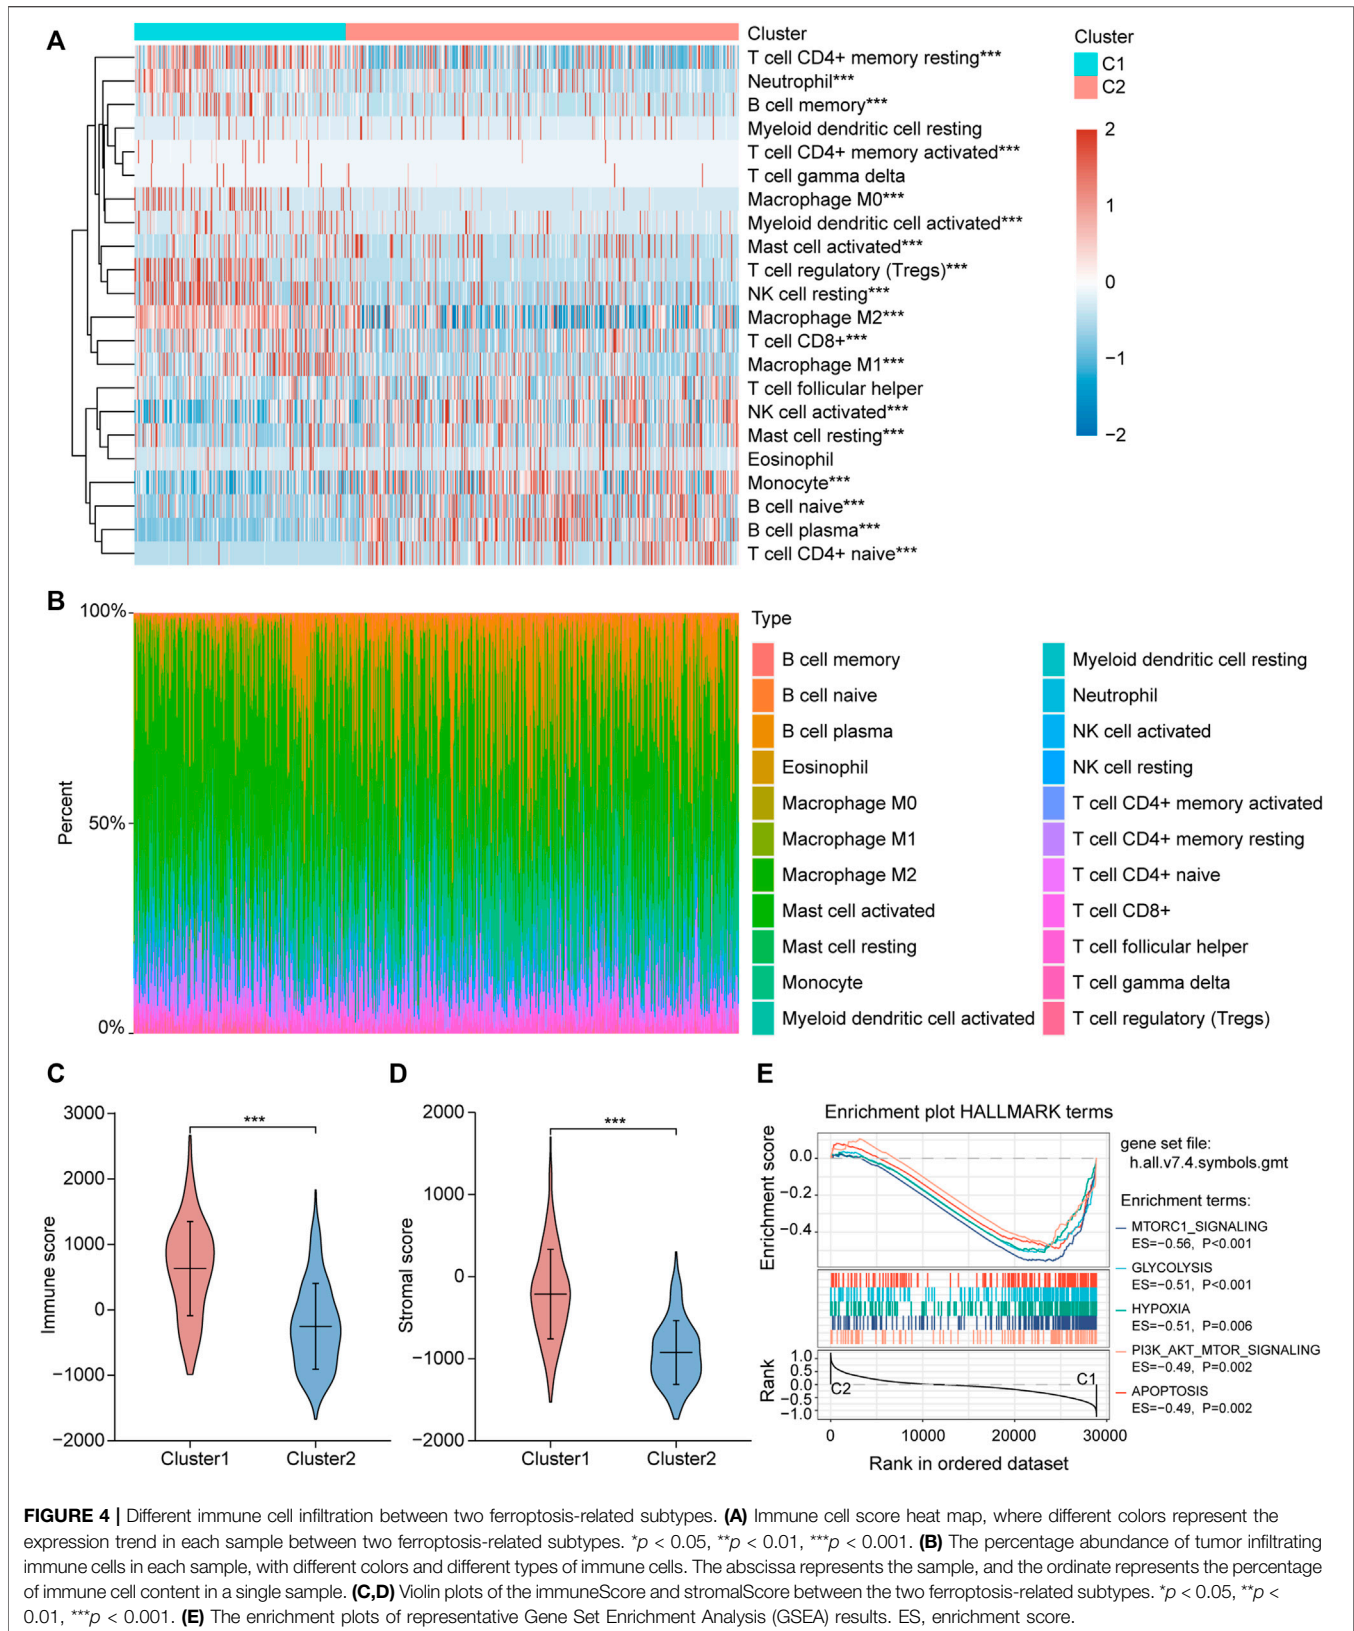 A
Cluster
T cell CD4+ memory resting***
Neutrophil***
B cell memory***
Myeloid dendritic cell resting
T cell CD4+ memory activated***
T cell gamma delta
Macrophage M0***
Myeloid dendritic cell activated***
Mast cell activated***
T cell regulatory (Tregs)***
NK cell resting***
Macrophage M2***
T cell CD8+***
Macrophage M1***
T cell follicular helper
NK cell activated***
Mast cell resting***
Eosinophil
Monocyte***
B cell naive***
B cell plasma***
T cell CD4+ naive***
Cluster
C1
C2
2
1
0
−1
−2
B
100%
50%
0%
Percent
Type
B cell memory
B cell naive
B cell plasma
Eosinophil
Macrophage M0
Macrophage M1
Macrophage M2
Mast cell activated
Mast cell resting
Monocyte
Myeloid dendritic cell activated
Myeloid dendritic cell resting
Neutrophil
NK cell activated
NK cell resting
T cell CD4+ memory activated
T cell CD4+ memory resting
T cell CD4+ naive
T cell CD8+
T cell follicular helper
T cell gamma delta
T cell regulatory (Tregs)
C
3000
2000
1000
0
−1000
−2000
Immune score
***
Cluster1
Cluster2
D
2000
1000
0
−1000
−2000
Stromal score
***
Cluster1
Cluster2
E
Enrichment plot HALLMARK terms
Enrichment score
0.0
−0.2
−0.4
Rank
1.0
0.5
0.0
−0.5
−1.0
C2
C1
0
10000
20000
30000
Rank in ordered dataset
gene set file:
h.all.v7.4.symbols.gmt
Enrichment terms:
MTORC1_SIGNALING
ES=−0.56, P<0.001
GLYCOLYSIS
ES=−0.51, P<0.001
HYPOXIA
ES=−0.51, P=0.006
PI3K_AKT_MTOR_SIGNALING
ES=−0.49, P=0.002
APOPTOSIS
ES=−0.49, P=0.002
FIGURE 4 | Different immune cell infiltration between two ferroptosis-related subtypes. (A) Immune cell score heat map, where different colors represent the
expression trend in each sample between two ferroptosis-related subtypes. *p < 0.05, **p < 0.01, ***p < 0.001. (B) The percentage abundance of tumor infiltrating
immune cells in each sample, with different colors and different types of immune cells. The abscissa represents the sample, and the ordinate represents the percentage
of immune cell content in a single sample. (C,D) Violin plots of the immuneScore and stromalScore between the two ferroptosis-related subtypes. *p < 0.05, **p <
0.01, ***p < 0.001. (E) The enrichment plots of representative Gene Set Enrichment Analysis (GSEA) results. ES, enrichment score.